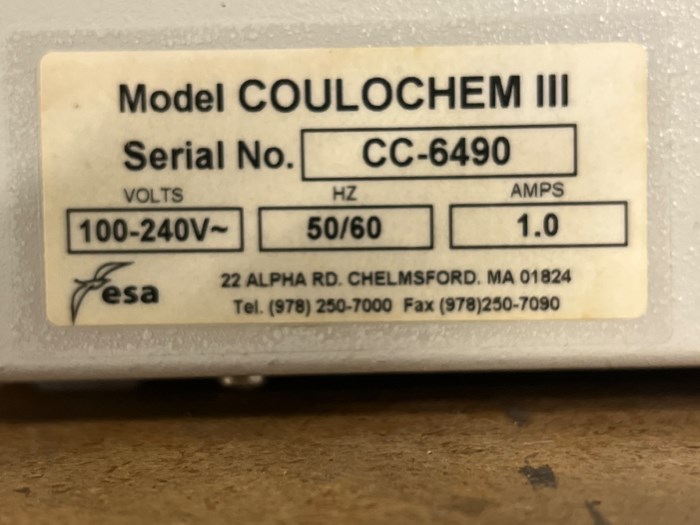 Model COULOCHEM III
Serial No. CC-6490
VOLTS HZ AMPS
100-240V~ 50/60 1.0
esa 22 ALPHA RD. CHELMSFORD. MA 01824
Tel. (978) 250-7000 Fax (978)250-7090